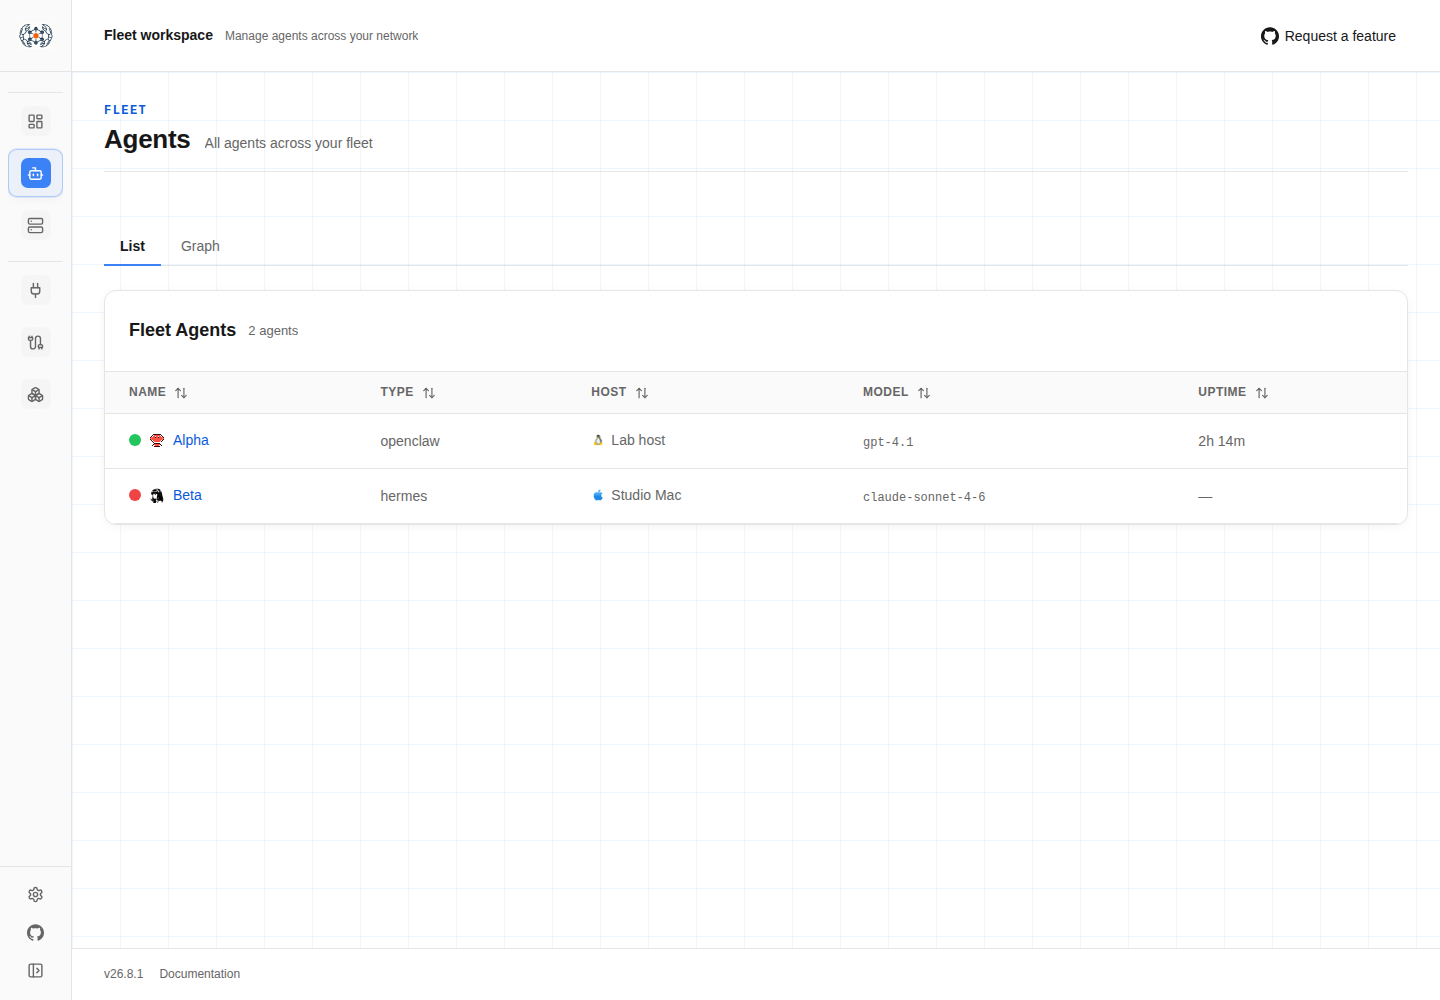 Fleet workspace Manage agents across your network
Request a feature
FLEET
Agents All agents across your fleet
List Graph
Fleet Agents 2 agents
NAME TYPE HOST MODEL UPTIME
Alpha openclaw Lab host gpt-4.1 2h 14m
Beta hermes Studio Mac claude-sonnet-4-6 —
v26.8.1 Documentation